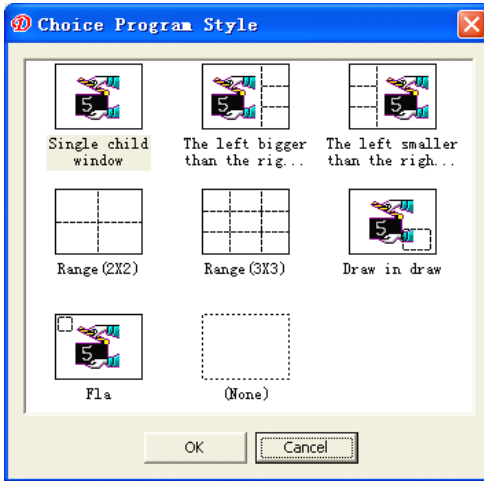 Choice Program Style
5 5 5
Single child The left bigger The left smaller
window than the rig... than the righ...
5
Range(2X2) Range(3X3) Draw in draw
5
Fla (None)
OK Cancel